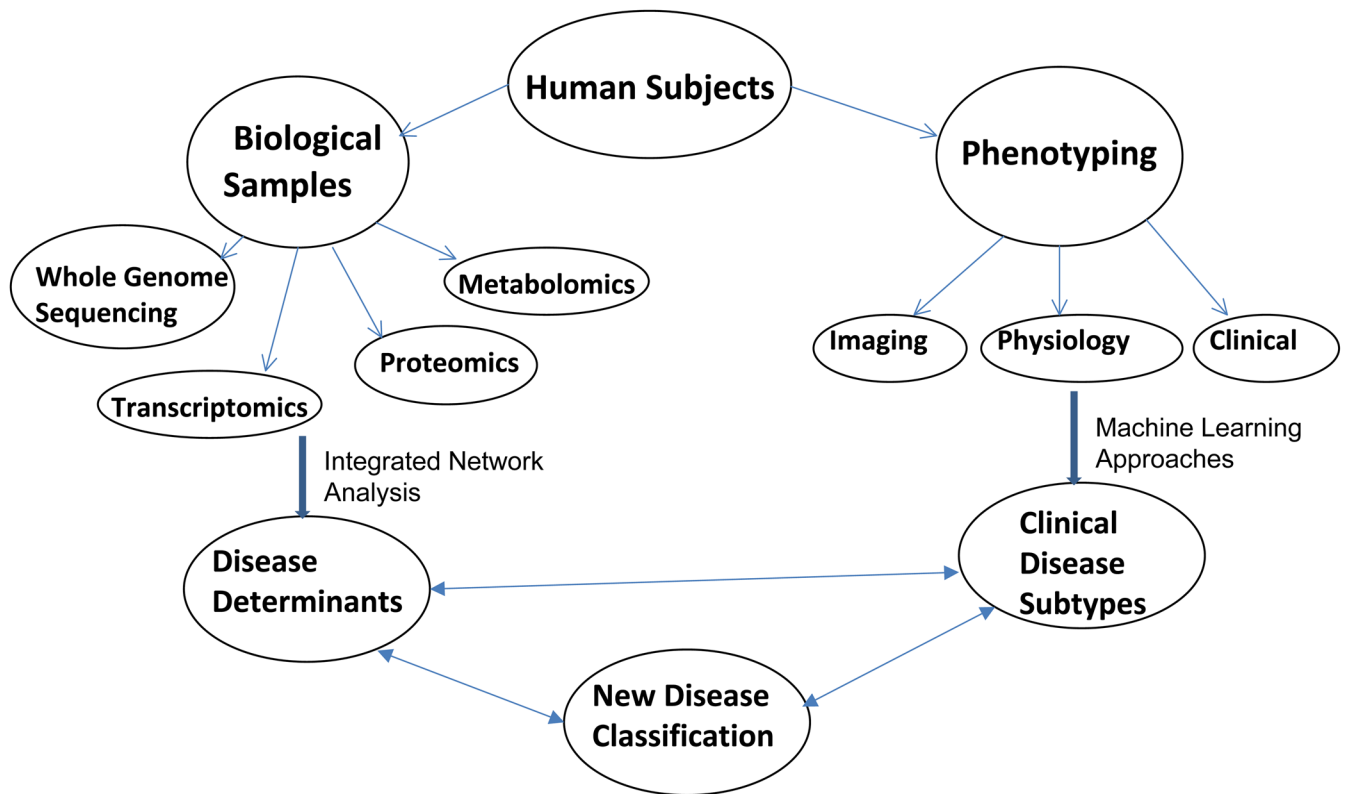 Human Subjects
Biological
Samples
Phenotyping
Whole Genome
Sequencing
Metabolomics
Proteomics
Transcriptomics
Imaging
Physiology
Clinical
Integrated Network
Analysis
Machine Learning
Approaches
Disease
Determinants
Clinical
Disease
Subtypes
New Disease
Classification